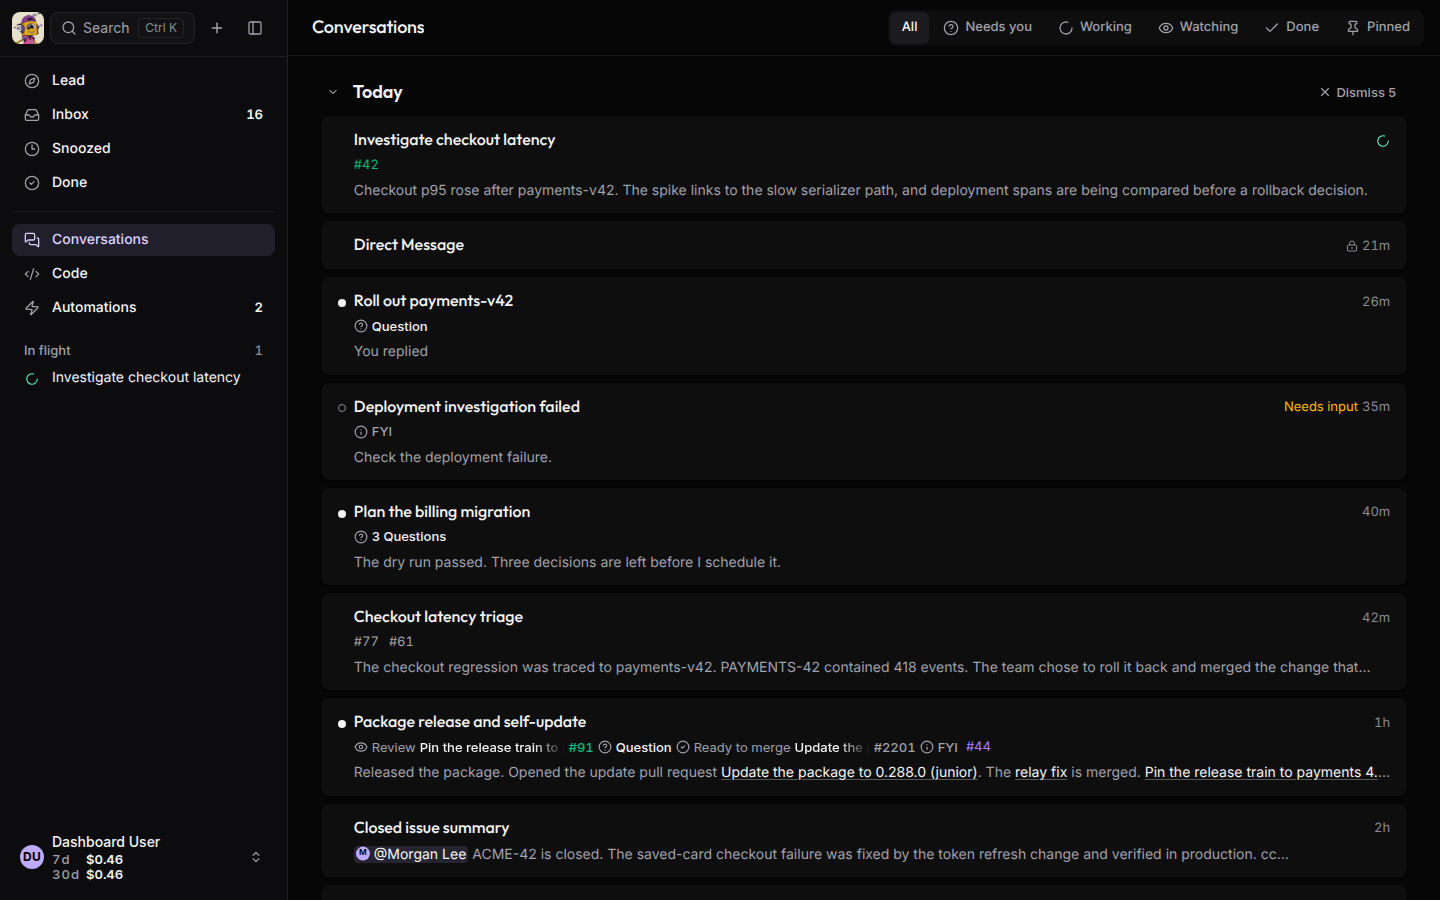 Search Ctrl K
Lead
Inbox 16
Snoozed
Done
Conversations
Code
Automations 2
In flight 1
Investigate checkout latency
DU Dashboard User
7d $0.46
30d $0.46
Conversations
All Needs you Working Watching Done Pinned
Today Dismiss 5
Investigate checkout latency
#42
Checkout p95 rose after payments-v42. The spike links to the slow serializer path, and deployment spans are being compared before a rollback decision.
Direct Message 21m
Roll out payments-v42 26m
Question
You replied
Deployment investigation failed Needs input 35m
FYI
Check the deployment failure.
Plan the billing migration 40m
3 Questions
The dry run passed. Three decisions are left before I schedule it.
Checkout latency triage 42m
#77 #61
The checkout regression was traced to payments-v42. PAYMENTS-42 contained 418 events. The team chose to roll it back and merged the change that...
Package release and self-update 1h
Review Pin the release train to #91 Question Ready to merge Update the #2201 FYI #44
Released the package. Opened the update pull request Update the package to 0.288.0 (junior). The relay fix is merged. Pin the release train to payments 4....
Closed issue summary 2h
M @Morgan Lee ACME-42 is closed. The saved-card checkout failure was fixed by the token refresh change and verified in production. cc...